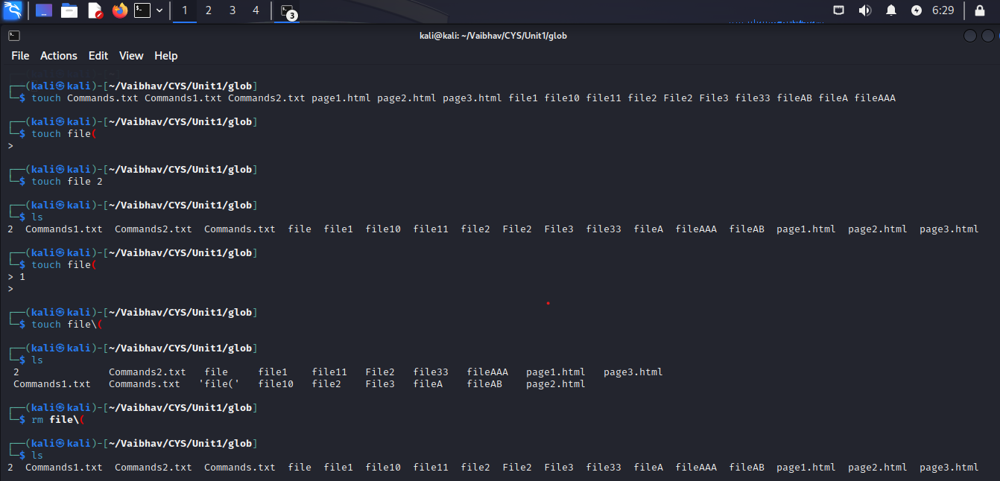 1 2 3 4 3 6:29
kali@kali: ~/Vaibhav/CYS/Unit1/glob
File Actions Edit View Help
┌──(kali㉿kali)-[~/Vaibhav/CYS/Unit1/glob]
└─$ touch Commands.txt Commands1.txt Commands2.txt page1.html page2.html page3.html file1 file10 file11 file2 File2 File3 file33 fileAB fileA fileAAA
┌──(kali㉿kali)-[~/Vaibhav/CYS/Unit1/glob]
└─$ touch file(
>
┌──(kali㉿kali)-[~/Vaibhav/CYS/Unit1/glob]
└─$ touch file 2
┌──(kali㉿kali)-[~/Vaibhav/CYS/Unit1/glob]
└─$ ls
2 Commands1.txt Commands2.txt Commands.txt file file1 file10 file11 file2 File2 File3 file33 fileA fileAAA fileAB page1.html page2.html page3.html
┌──(kali㉿kali)-[~/Vaibhav/CYS/Unit1/glob]
└─$ touch file(
> 1
>
┌──(kali㉿kali)-[~/Vaibhav/CYS/Unit1/glob]
└─$ touch file\(
┌──(kali㉿kali)-[~/Vaibhav/CYS/Unit1/glob]
└─$ ls
2 Commands2.txt file file1 file11 File2 file33 fileAAA page1.html page3.html
Commands1.txt Commands.txt 'file(' file10 file2 File3 fileA fileAB page2.html
┌──(kali㉿kali)-[~/Vaibhav/CYS/Unit1/glob]
└─$ rm file\(
┌──(kali㉿kali)-[~/Vaibhav/CYS/Unit1/glob]
└─$ ls
2 Commands1.txt Commands2.txt Commands.txt file file1 file10 file11 file2 File2 File3 file33 fileA fileAAA fileAB page1.html page2.html page3.html